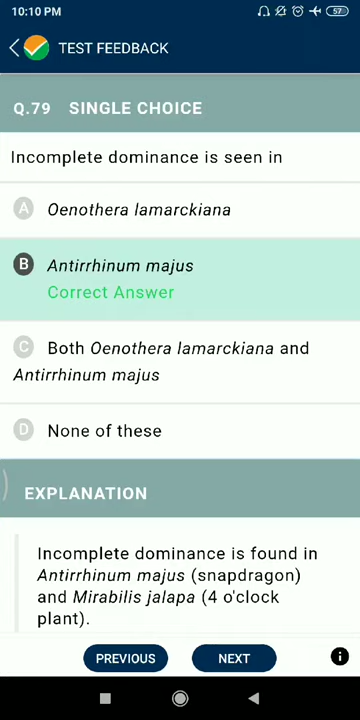 10:10 PM 57
TEST FEEDBACK
Q.79 SINGLE CHOICE
Incomplete dominance is seen in
A Oenothera lamarckiana
B Antirrhinum majus
Correct Answer
C Both Oenothera lamarckiana and
Antirrhinum majus
D None of these
EXPLANATION
Incomplete dominance is found in
Antirrhinum majus (snapdragon)
and Mirabilis jalapa (4 o'clock
plant).
PREVIOUS NEXT